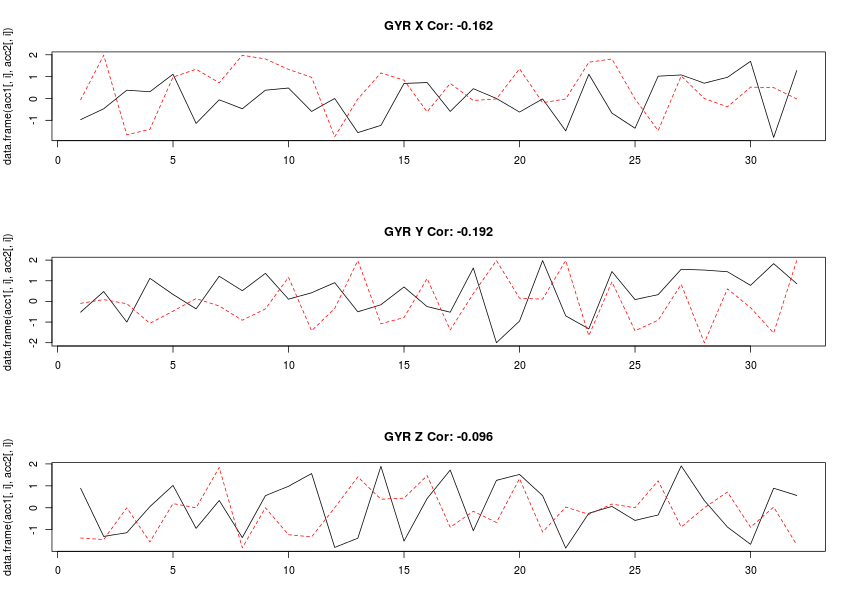 GYR X Cor: -0.162
data.frame(acc1[, i], acc2[, i])
2
1
0
-1
0 5 10 15 20 25 30
GYR Y Cor: -0.192
data.frame(acc1[, i], acc2[, i])
2
1
0
-1
-2
0 5 10 15 20 25 30
GYR Z Cor: -0.096
data.frame(acc1[, i], acc2[, i])
2
1
0
-1
0 5 10 15 20 25 30